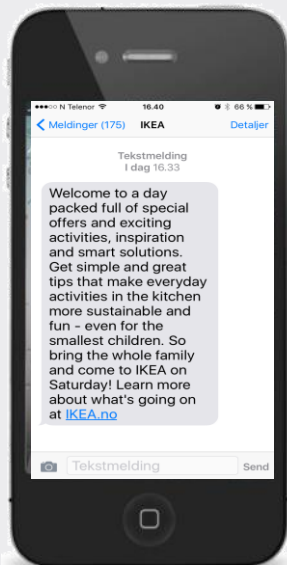 N Telenor 16.40 66 %
Meldinger (175) IKEA Detaljer
Tekstmelding
I dag 16.33
Welcome to a day
packed full of special
offers and exciting
activities, inspiration
and smart solutions.
Get simple and great
tips that make everyday
activities in the kitchen
more sustainable and
fun – even for the
smallest children. So
bring the whole family
and come to IKEA on
Saturday! Learn more
about what's going on
at IKEA.no
Tekstmelding Send